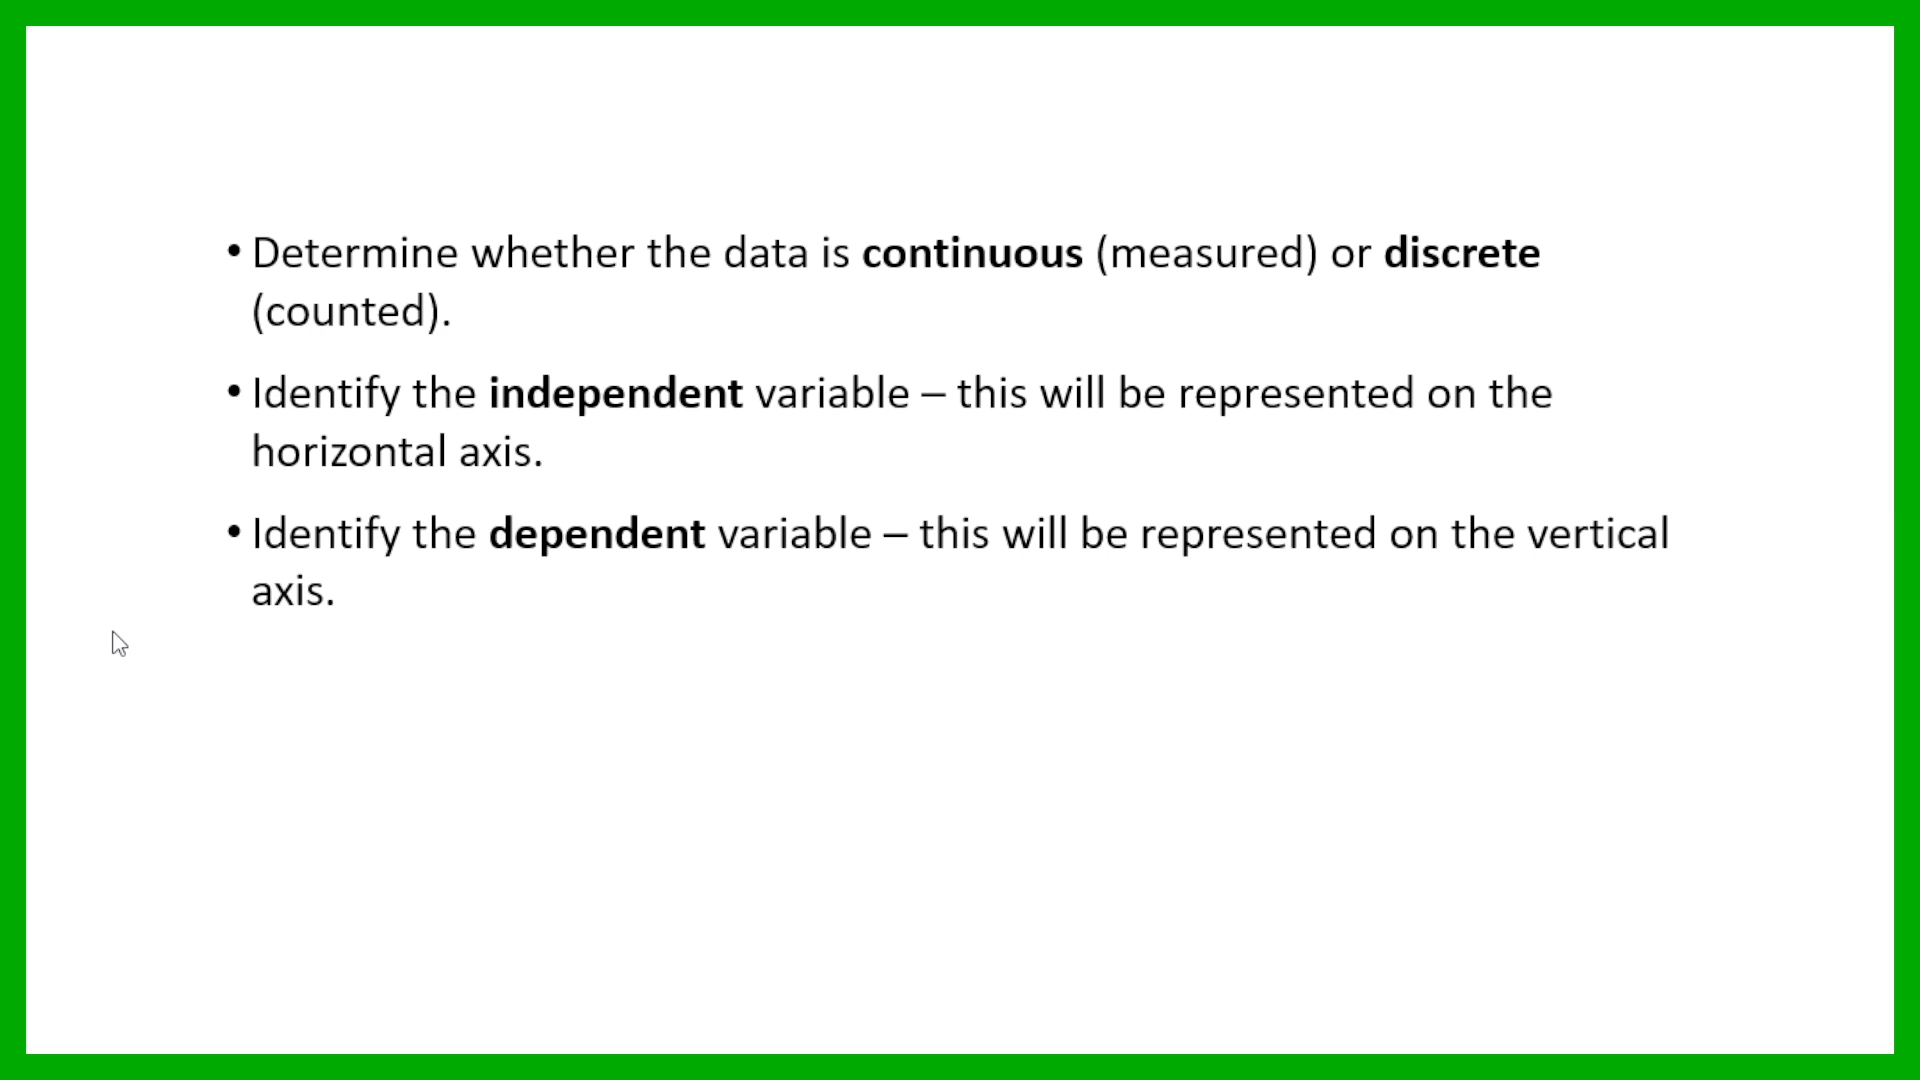 • Determine whether the data is continuous (measured) or discrete
(counted).
• Identify the independent variable – this will be represented on the
horizontal axis.
• Identify the dependent variable – this will be represented on the vertical
axis.